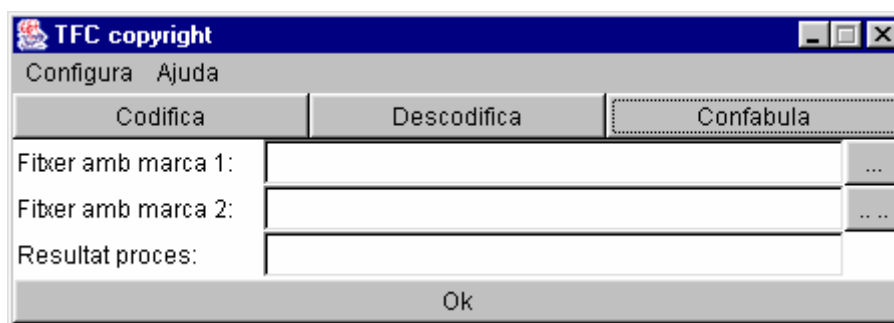 TFC copyright
Configura Ajuda
Codifica Descodifica Confabula
Fitxer amb marca 1: ...
Fitxer amb marca 2: .. ..
Resultat proces:
Ok